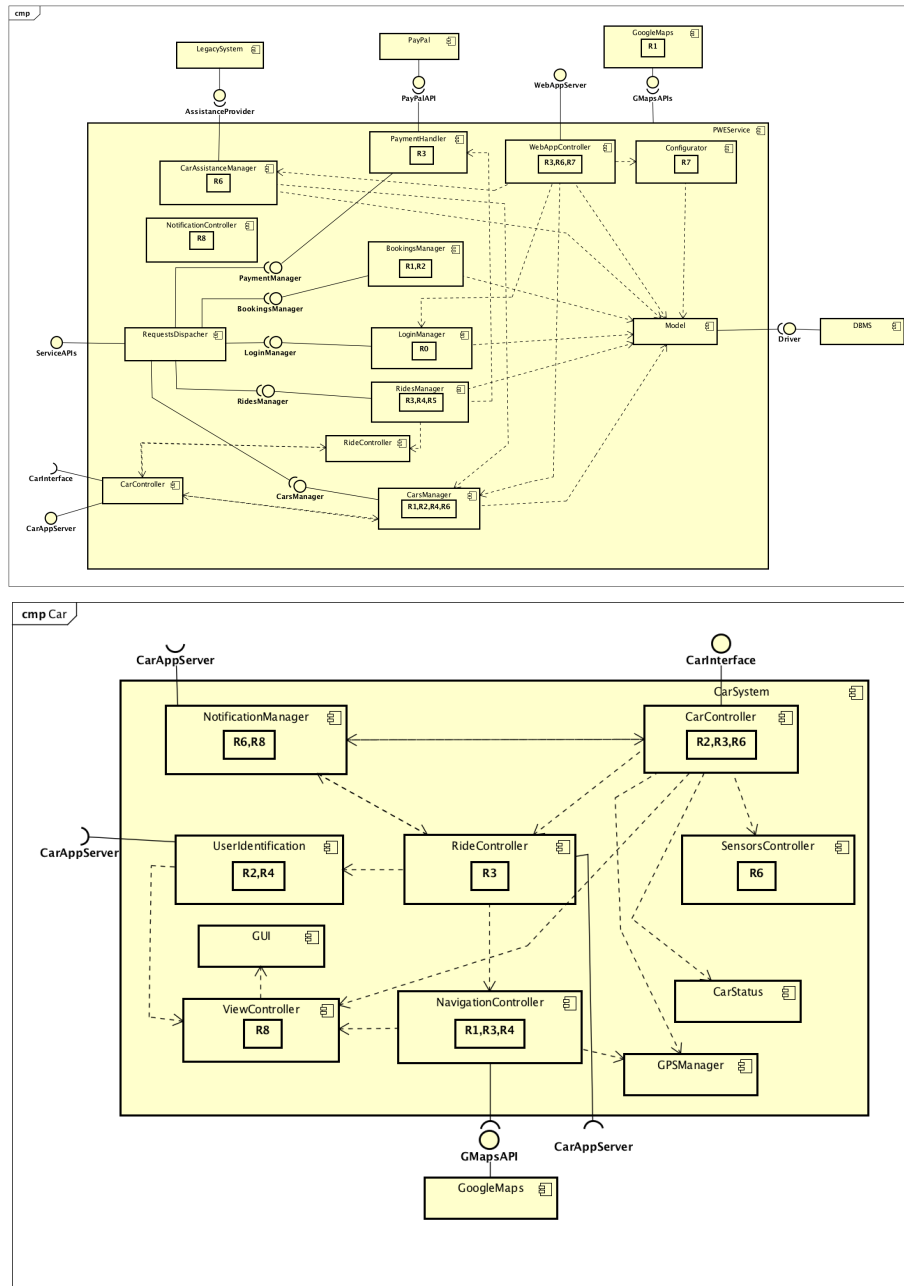 cmp
LegacySystem
PayPal
GoogleMaps
R1
AssistanceProvider
PayPalAPI
WebAppServer
GMapsAPIs
PWEService
PaymentHandler
R3
WebAppController
R3,R6,R7
Configurator
R7
CarAssistanceManager
R6
NotificationController
R8
PaymentManager
BookingsManager
R1,R2
BookingsManager
RequestsDispacher
ServiceAPIs
LoginManager
LoginManager
R0
Model
Driver
DBMS
RidesManager
RidesManager
R3,R4,R5
RideController
CarInterface
CarController
CarsManager
CarsManager
R1,R2,R4,R6
CarAppServer
cmp Car
CarAppServer
CarInterface
CarSystem
NotificationManager
R6,R8
CarController
R2,R3,R6
CarAppServer
UserIdentification
R2,R4
RideController
R3
SensorsController
R6
GUI
CarStatus
ViewController
R8
NavigationController
R1,R3,R4
GPSManager
GMapsAPI
CarAppServer
GoogleMaps